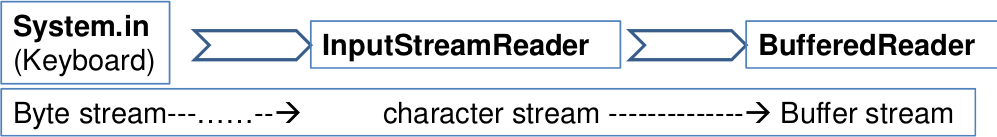 System.in InputStreamReader BufferedReader
(Keyboard)
Byte stream---……--→ character stream --------------→ Buffer stream